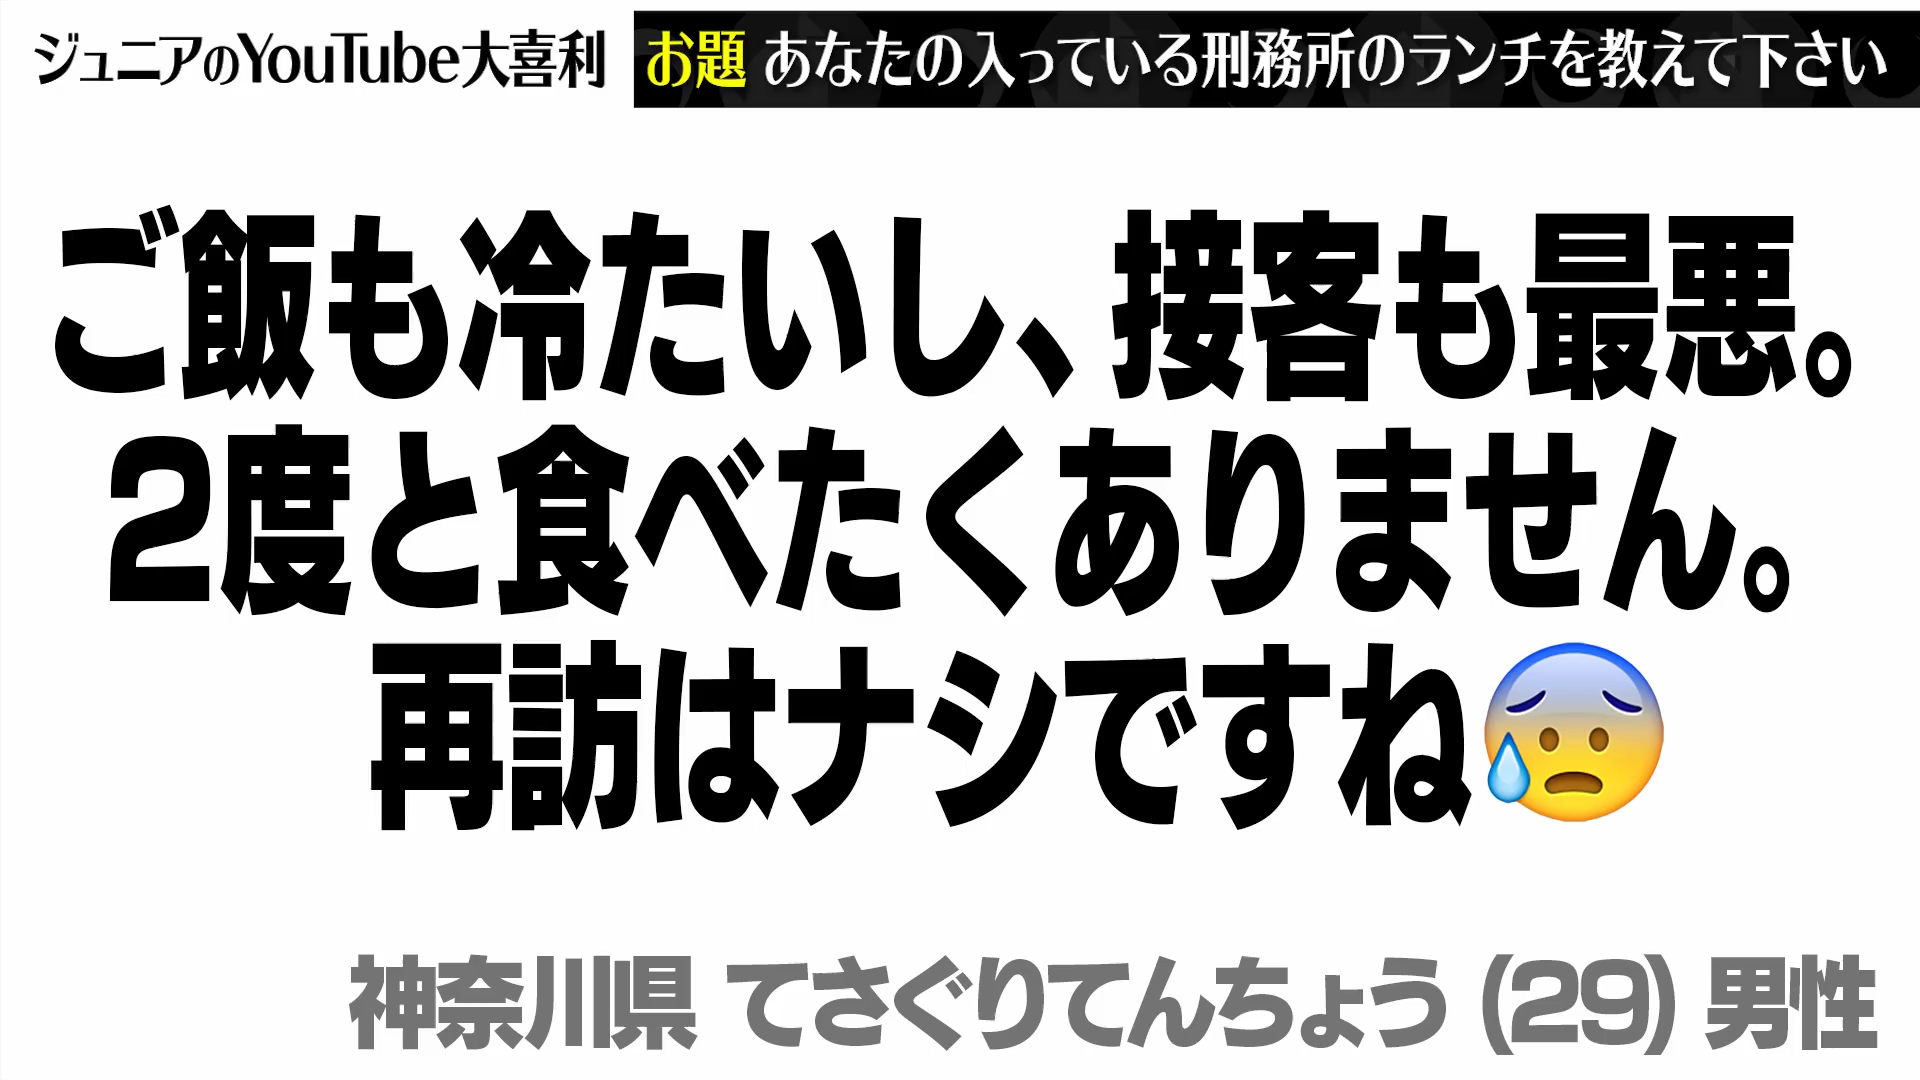 ジュニアのYouTube大喜利 お題 あなたの入っている刑務所のランチを教えて下さい
ご飯も冷たいし、接客も最悪。
2度と食べたくありません。
再訪はナシですね😰
神奈川県 てさぐりてんちょう (29) 男性